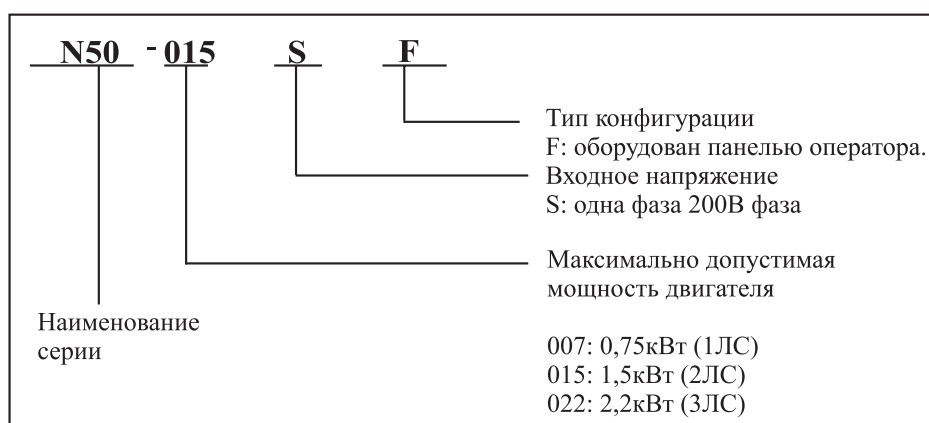 N50 - 015 S F
Тип конфигурации
F: оборудован панелью оператора.
Входное напряжение
S: одна фаза 200В фаза
Максимально допустимая
мощность двигателя
Наименование
серии
007: 0,75кВт (1ЛС)
015: 1,5кВт (2ЛС)
022: 2,2кВт (3ЛС)